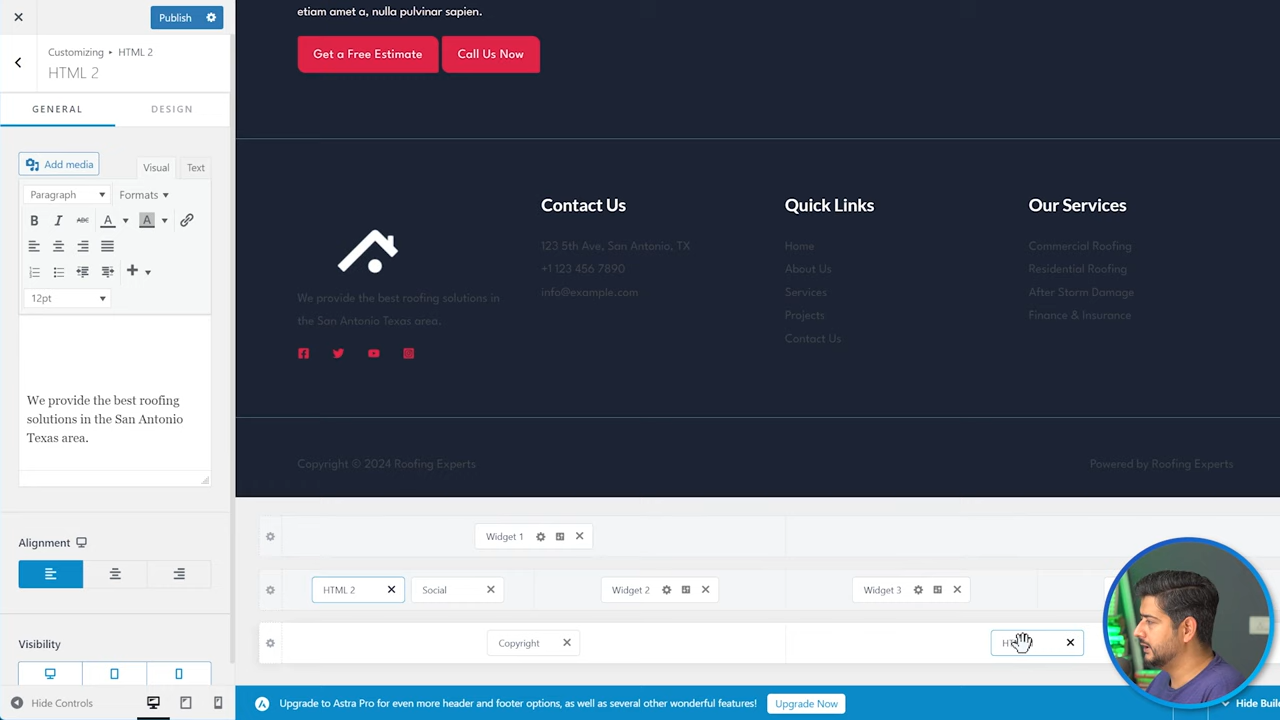 Publish
Customizing ▸ HTML 2
HTML 2
GENERAL
DESIGN
Add media
Visual
Text
Paragraph
Formats
B
I
ABC
A
A
12pt
We provide the best roofing
solutions in the San Antonio
Texas area.
Alignment
Visibility
Hide Controls
etiam amet a, nulla pulvinar sapien.
Get a Free Estimate
Call Us Now
We provide the best roofing solutions in
the San Antonio Texas area.
Contact Us
123 5th Ave, San Antonio, TX
+1 123 456 7890
info@example.com
Quick Links
Home
About Us
Services
Projects
Contact Us
Our Services
Commercial Roofing
Residential Roofing
After Storm Damage
Finance & Insurance
Copyright © 2024 Roofing Experts
Powered by Roofing Experts
Widget 1
HTML 2
Social
Widget 2
Widget 3
Copyright
Upgrade to Astra Pro for even more header and footer options, as well as several other wonderful features!
Upgrade Now
Hide Buil